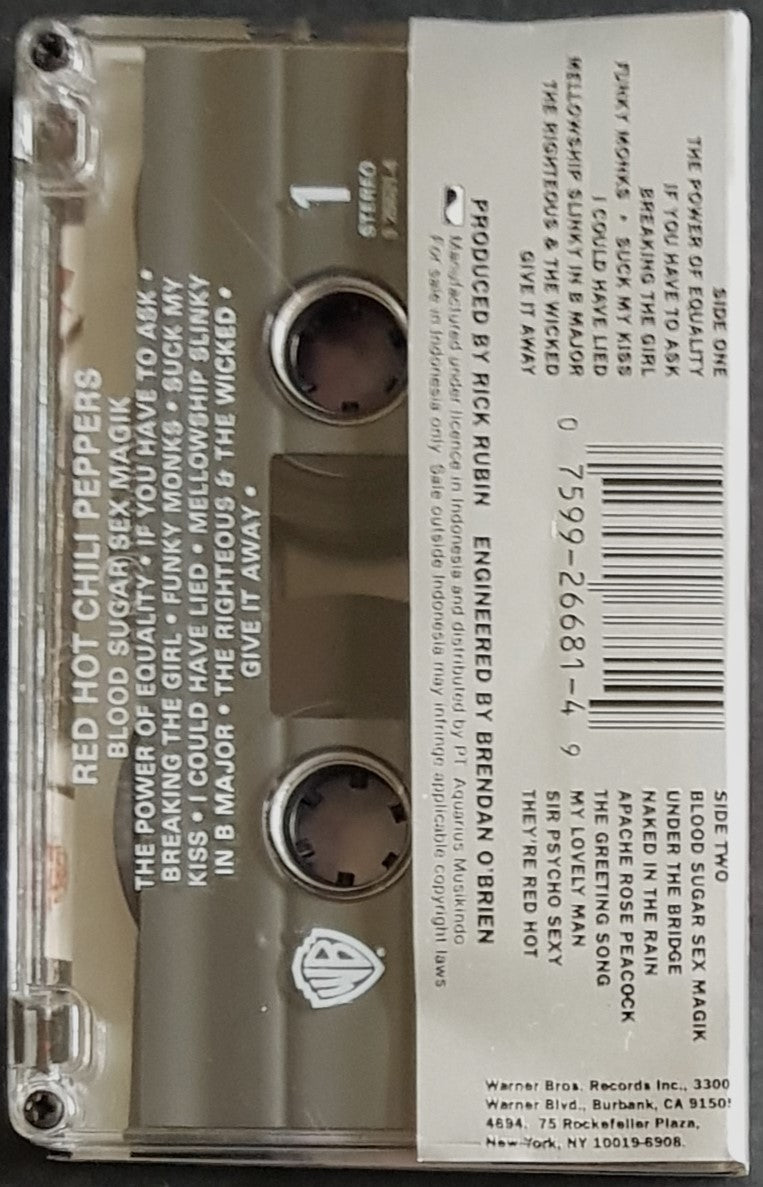 RED HOT CHILI PEPPERS
BLOOD SUGAR SEX MAGIK
THE POWER OF EQUALITY • IF YOU HAVE TO ASK •
BREAKING THE GIRL • FUNKY MONKS • SUCK MY
KISS • I COULD HAVE LIED • MELLOWSHIP SLINKY
IN B MAJOR • THE RIGHTEOUS & THE WICKED •
GIVE IT AWAY •
1
STEREO
WB
SIDE ONE
THE POWER OF EQUALITY
IF YOU HAVE TO ASK
BREAKING THE GIRL
FUNKY MONKS • SUCK MY KISS
I COULD HAVE LIED
MELLOWSHIP SLINKY IN B MAJOR
THE RIGHTEOUS & THE WICKED
GIVE IT AWAY
0 7599-26681-4 9
SIDE TWO
BLOOD SUGAR SEX MAGIK
UNDER THE BRIDGE
NAKED IN THE RAIN
APACHE ROSE PEACOCK
THE GREETING SONG
MY LOVELY MAN
SIR PSYCHO SEXY
THEY'RE RED HOT
PRODUCED BY RICK RUBIN ENGINEERED BY BRENDAN O'BRIEN
Manufactured under licence in Indonesia and distributed by PT. Aquarius Musikindo
For sale in Indonesia only. Sale outside Indonesia may infringe applicable copyright laws
Warner Bros. Records Inc., 3300
Warner Blvd., Burbank, CA 9150
4694. 75 Rockefeller Plaza,
New York, NY 10019-6908.